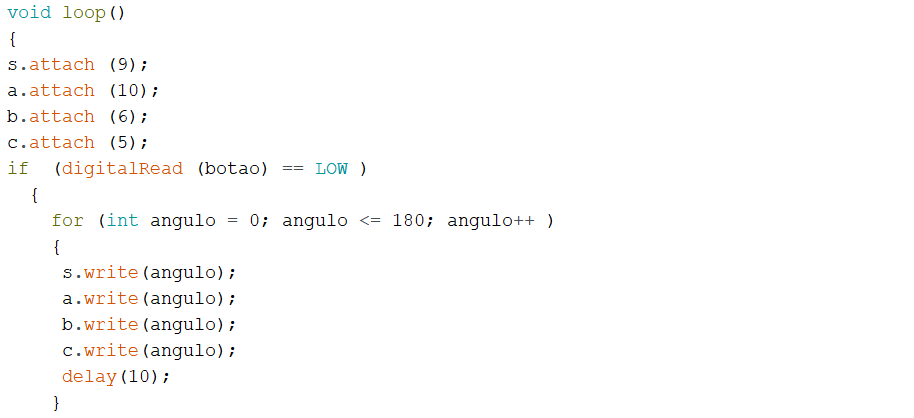 void loop()
{
s.attach (9);
a.attach (10);
b.attach (6);
c.attach (5);
if  (digitalRead (botao) == LOW )
  {
    for (int angulo = 0; angulo <= 180; angulo++ )
    {
     s.write(angulo);
     a.write(angulo);
     b.write(angulo);
     c.write(angulo);
     delay(10);
    }